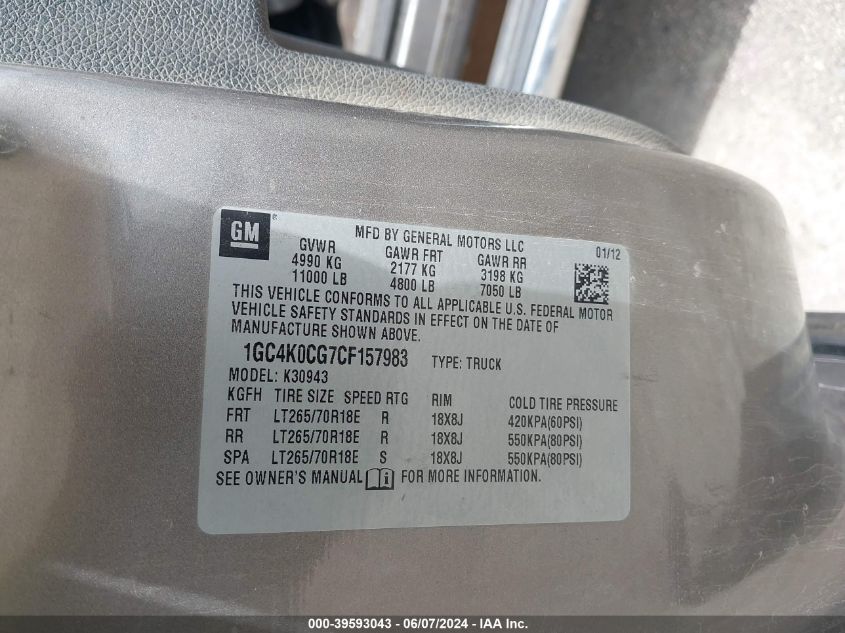 GM ®
MFD BY GENERAL MOTORS LLC 01/12
GVWR GAWR FRT GAWR RR
4990 KG 2177 KG 3198 KG
11000 LB 4800 LB 7050 LB
THIS VEHICLE CONFORMS TO ALL APPLICABLE U.S. FEDERAL MOTOR
VEHICLE SAFETY STANDARDS IN EFFECT ON THE DATE OF
MANUFACTURE SHOWN ABOVE.
1GC4K0CG7CF157983 TYPE: TRUCK
MODEL: K30943
KGFH TIRE SIZE SPEED RTG RIM COLD TIRE PRESSURE
FRT LT265/70R18E R 18X8J 420KPA(60PSI)
RR LT265/70R18E R 18X8J 550KPA(80PSI)
SPA LT265/70R18E S 18X8J 550KPA(80PSI)
SEE OWNER'S MANUAL FOR MORE INFORMATION.
000-39593043 - 06/07/2024 - IAA Inc.